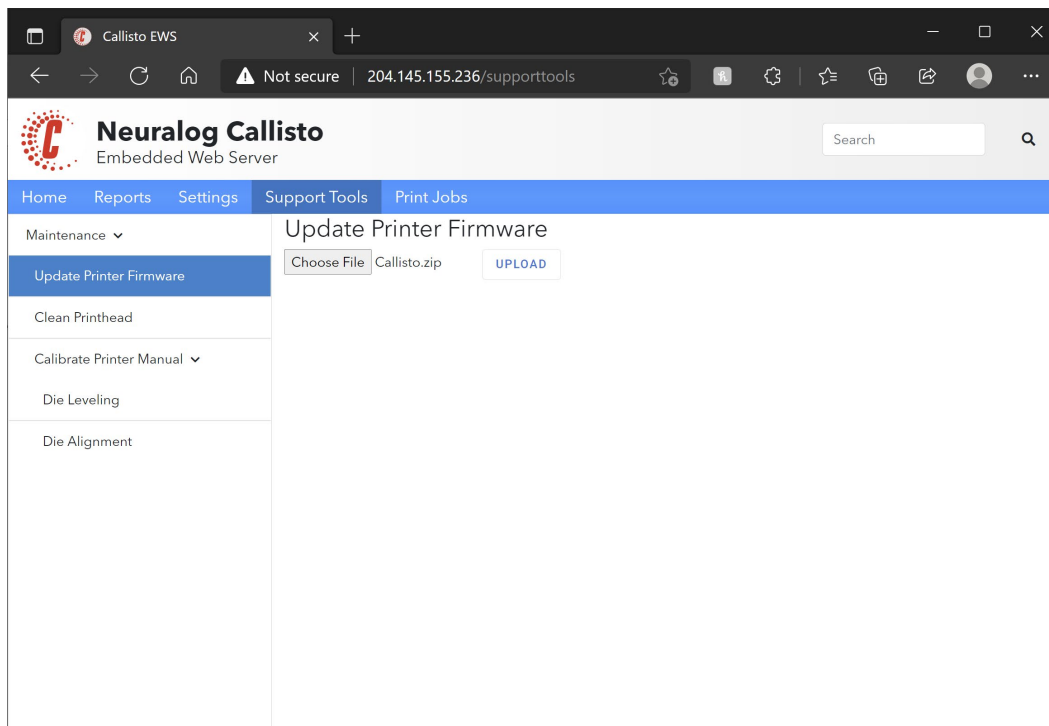 Callisto EWS
Not secure | 204.145.155.236/supporttools
Neuralog Callisto
Embedded Web Server
Search
Home Reports Settings Support Tools Print Jobs
Maintenance
Update Printer Firmware
Choose File Callisto.zip UPLOAD
Update Printer Firmware
Clean Printhead
Calibrate Printer Manual
Die Leveling
Die Alignment